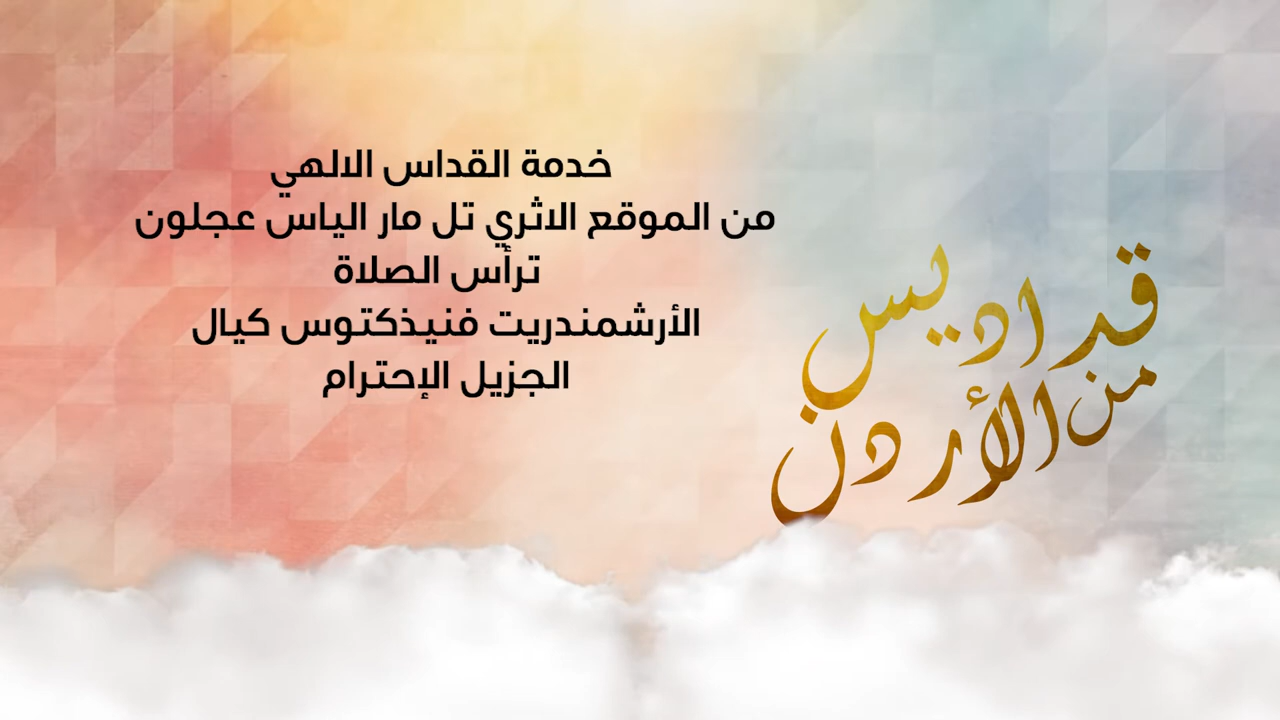 خدمة القداس الالهي
من الموقع الاثري تل مار الياس عجلون
ترأس الصلاة
الأرشمندريت فنيذكتوس كيال
الجزيل الإحترام
قداديس
من الأردن